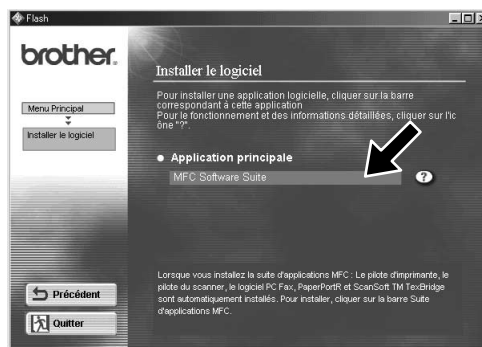 Flash
brother.
Menu Principal
Installer le logiciel
Installer le logiciel
Pour installer une application logicielle, cliquer sur la barre
correspondant à cette application
Pour le fonctionnement et des informations détaillées, cliquer sur l'ic
ône "?".
Application principale
MFC Software Suite
?
Lorsque vous installez la suite d'applications MFC : Le pilote d'imprimante, le
pilote du scanner, le logiciel PC Fax, PaperPortR et ScanSoft TM TexBridge
sont automatiquement installés. Pour installer, cliquer sur la barre Suite
d'applications MFC.
Précédent
Quitter